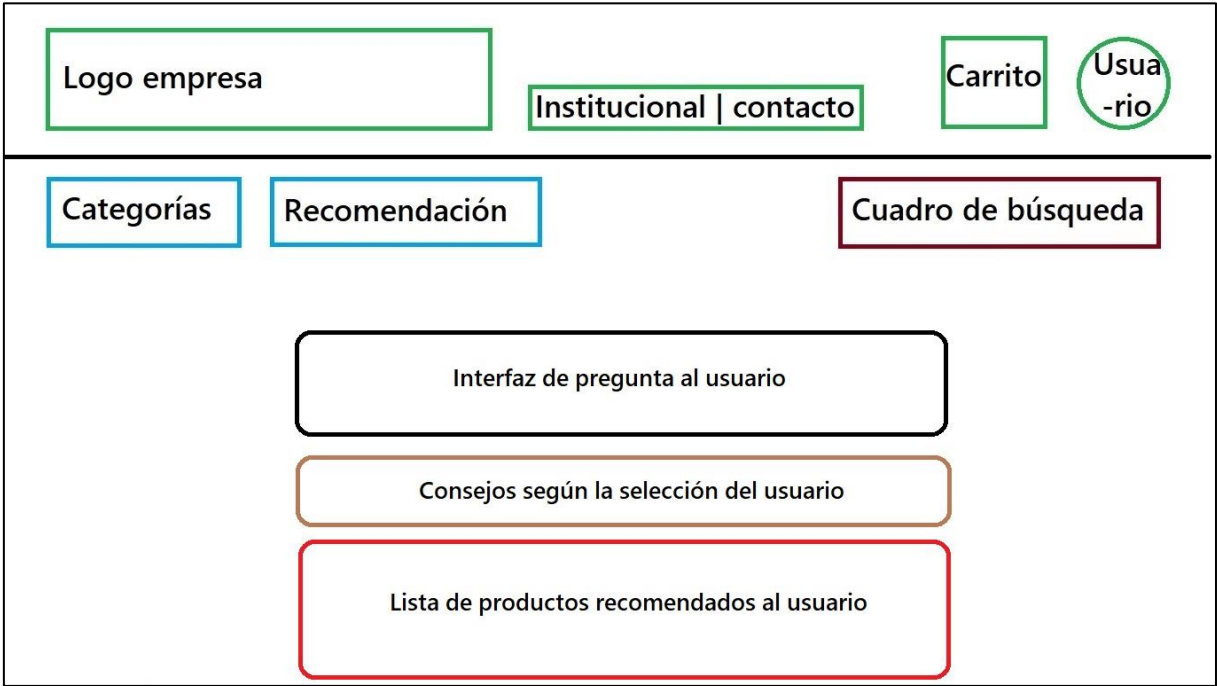 Logo empresa
Institucional | contacto
Carrito
Usua
-rio
Categorías
Recomendación
Cuadro de búsqueda
Interfaz de pregunta al usuario
Consejos según la selección del usuario
Lista de productos recomendados al usuario